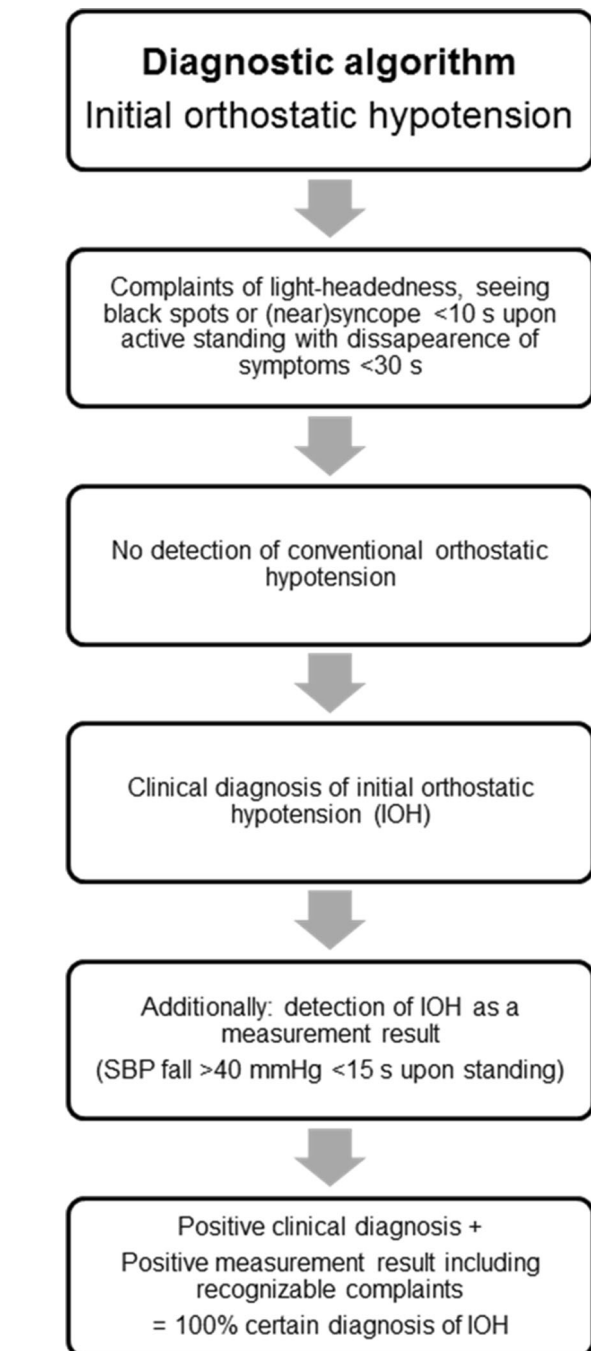 Diagnostic algorithm
Initial orthostatic hypotension
Complaints of light-headedness, seeing
black spots or (near)syncope <10 s upon
active standing with dissapearence of
symptoms <30 s
No detection of conventional orthostatic
hypotension
Clinical diagnosis of initial orthostatic
hypotension (IOH)
Additionally: detection of IOH as a
measurement result
(SBP fall >40 mmHg <15 s upon standing)
Positive clinical diagnosis +
Positive measurement result including
recognizable complaints
= 100% certain diagnosis of IOH